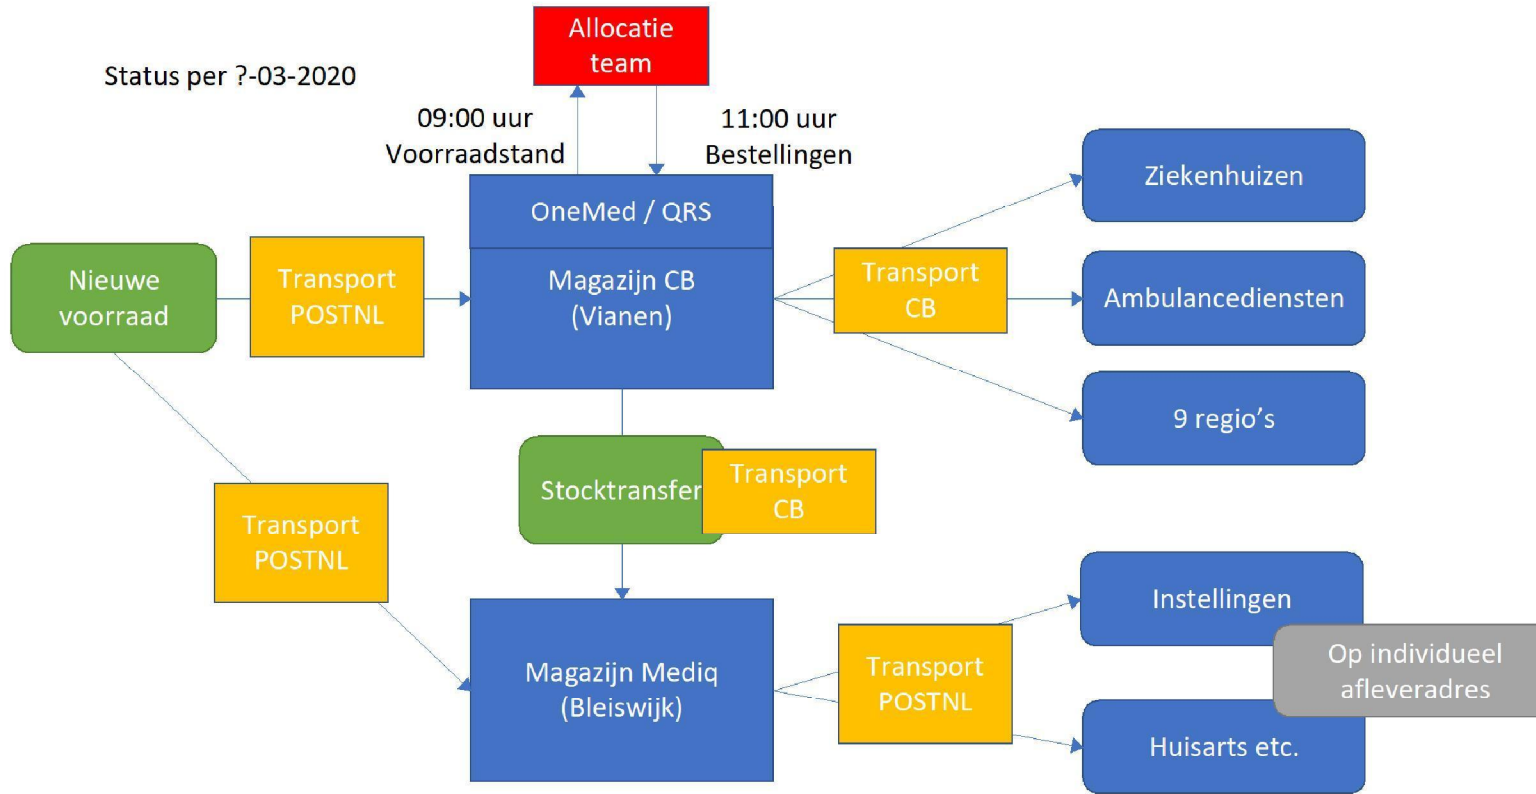 Allocatie
team
Status per ?-03-2020
09:00 uur
Voorraadstand
11:00 uur
Bestellingen
Ziekenhuizen
OneMed / QRS
Nieuwe
voorraad
Transport
POSTNL
Magazijn CB
(Vianen)
Transport
CB
Ambulancediensten
9 regio's
Stocktransfer
Transport
CB
Transport
POSTNL
Instellingen
Magazijn Mediq
(Bleiswijk)
Transport
POSTNL
Op individueel
afleveradres
Huisarts etc.